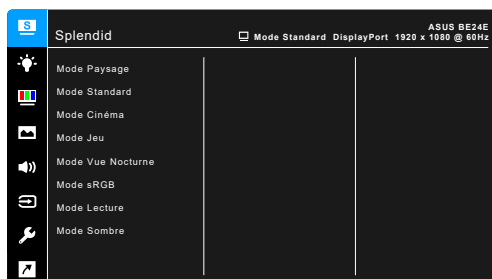 S
Splendid
ASUS BE24E
Mode Standard DisplayPort 1920 x 1080 @ 60Hz
Mode Paysage
Mode Standard
Mode Cinéma
Mode Jeu
Mode Vue Nocturne
Mode sRGB
Mode Lecture
Mode Sombre